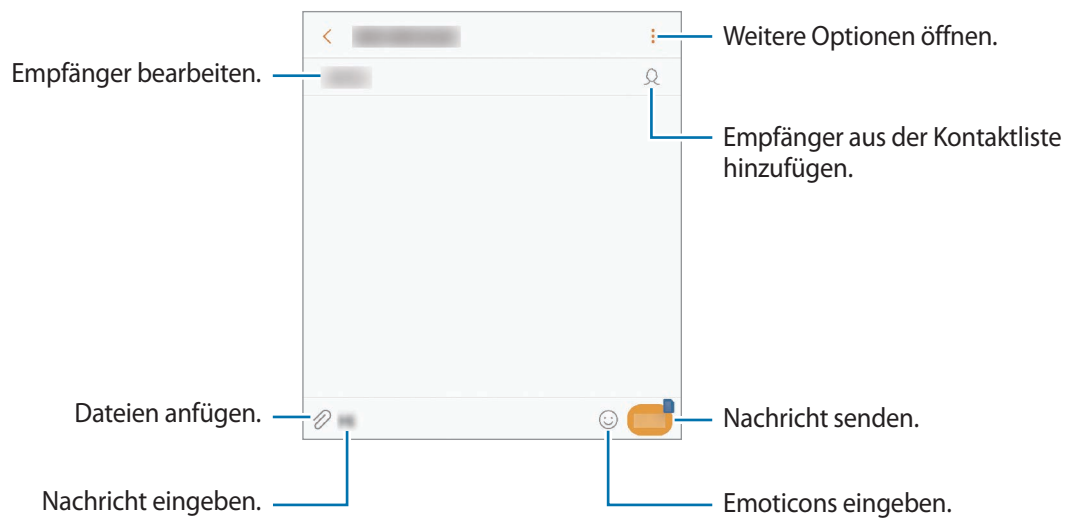 Weitere Optionen öffnen.
Empfänger bearbeiten.
Empfänger aus der Kontaktliste
hinzufügen.
Dateien anfügen.
Nachricht senden.
Nachricht eingeben.
Emoticons eingeben.